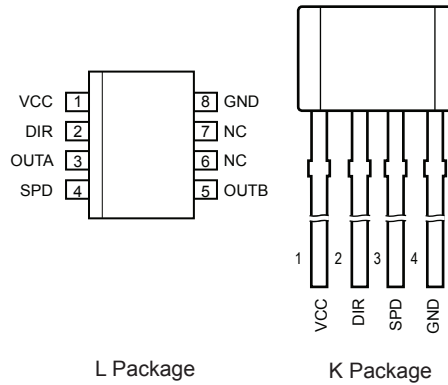 VCC 1
DIR 2
OUTA 3
SPD 4
8 GND
7 NC
6 NC
5 OUTB
L Package
1 2 3 4
VCC DIR SPD GND
K Package